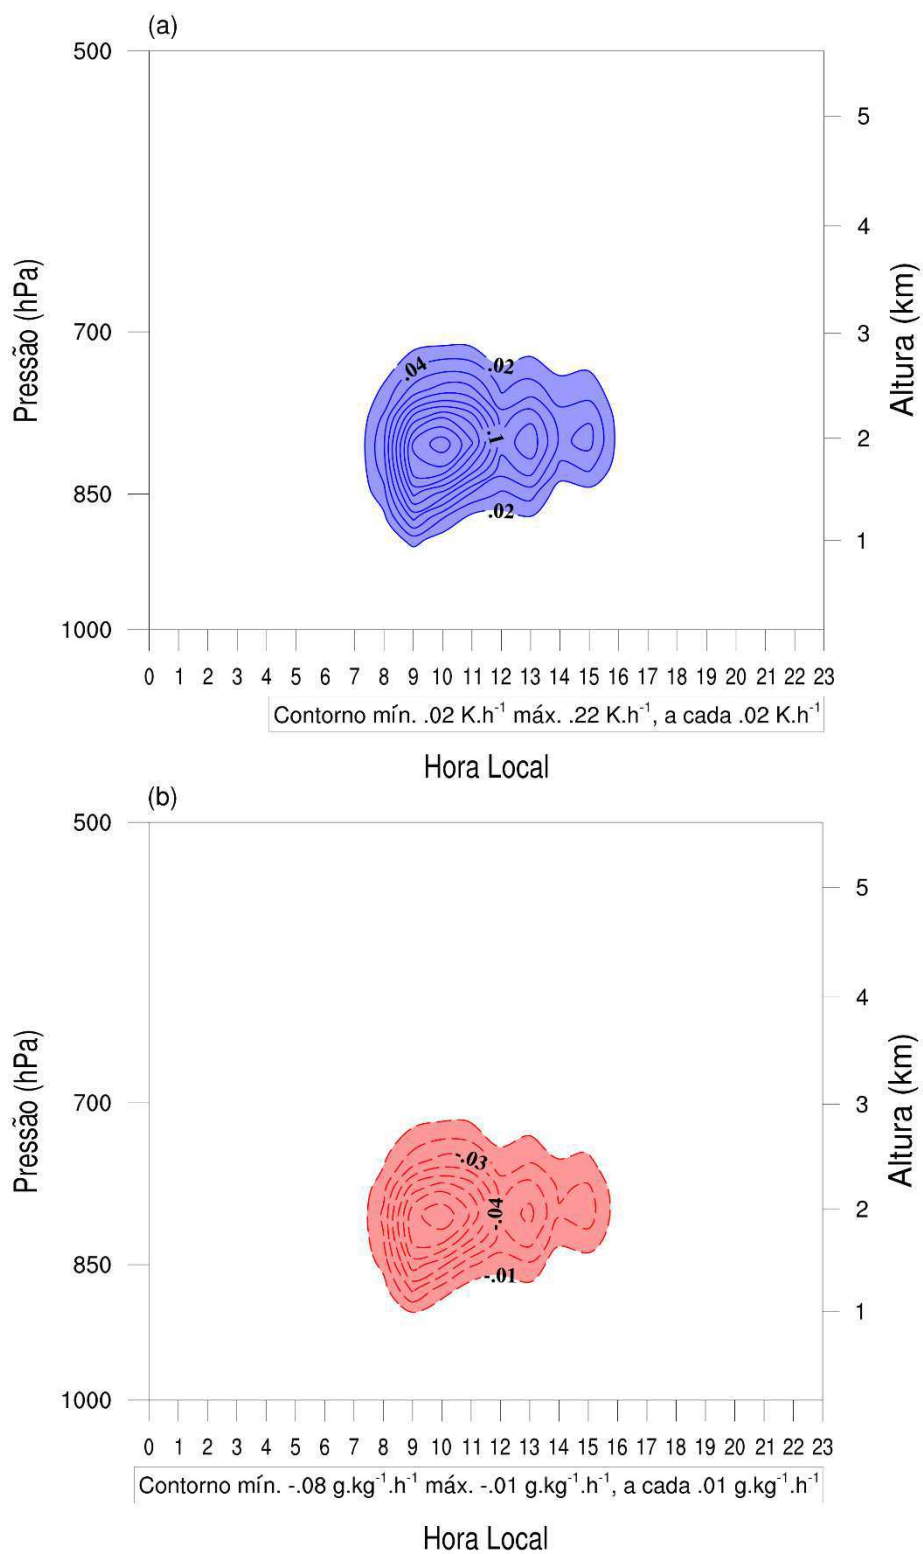 (a)
500
5
4
Pressão (hPa)
Altura (km)
700
3
.04
.02
.1
2
850
.02
1
1000
0 1 2 3 4 5 6 7 8 9 10 11 12 13 14 15 16 17 18 19 20 21 22 23
Contorno mín. .02 K.h⁻¹ máx. .22 K.h⁻¹, a cada .02 K.h⁻¹
Hora Local
(b)
500
5
4
Pressão (hPa)
Altura (km)
700
3
-.03
-.04
2
850
-.01
1
1000
0 1 2 3 4 5 6 7 8 9 10 11 12 13 14 15 16 17 18 19 20 21 22 23
Contorno mín. -.08 g.kg⁻¹.h⁻¹ máx. -.01 g.kg⁻¹.h⁻¹, a cada .01 g.kg⁻¹.h⁻¹
Hora Local